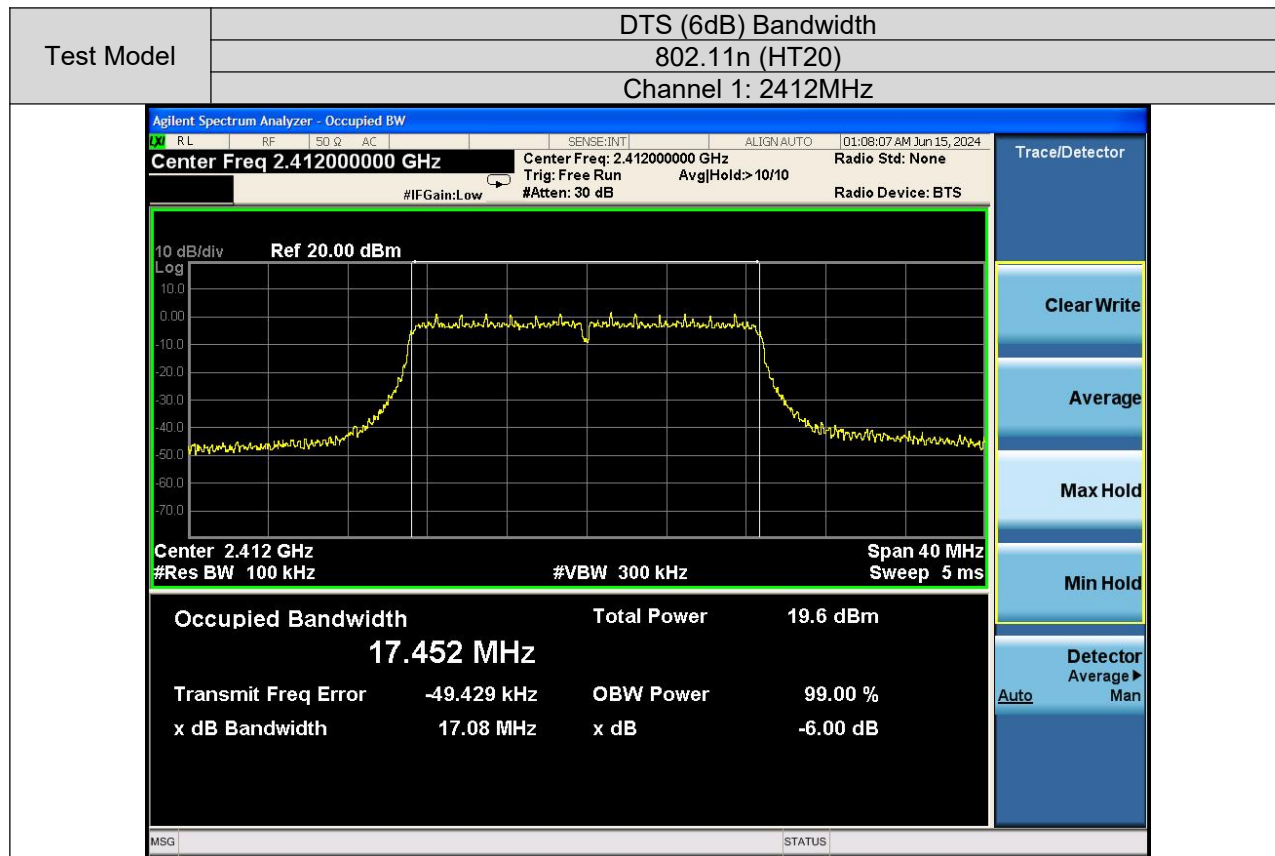 Test Model
DTS (6dB) Bandwidth
802.11n (HT20)
Channel 1: 2412MHz
Agilent Spectrum Analyzer - Occupied BW
LXI RL RF 50 Ω AC SENSE:INT ALIGN AUTO 01:08:07 AM Jun 15, 2024
Center Freq 2.412000000 GHz
Center Freq: 2.412000000 GHz Radio Std: None
Trig: Free Run Avg|Hold:>10/10
#IFGain:Low #Atten: 30 dB Radio Device: BTS
10 dB/div Ref 20.00 dBm
Log
10.0
0.00
-10.0
-20.0
-30.0
-40.0
-50.0
-60.0
-70.0
Center 2.412 GHz Span 40 MHz
#Res BW 100 kHz #VBW 300 kHz Sweep 5 ms
Occupied Bandwidth Total Power 19.6 dBm
17.452 MHz
Transmit Freq Error -49.429 kHz OBW Power 99.00 %
x dB Bandwidth 17.08 MHz x dB -6.00 dB
Trace/Detector
Clear Write
Average
Max Hold
Min Hold
Detector
Average▶
Auto Man
MSG STATUS